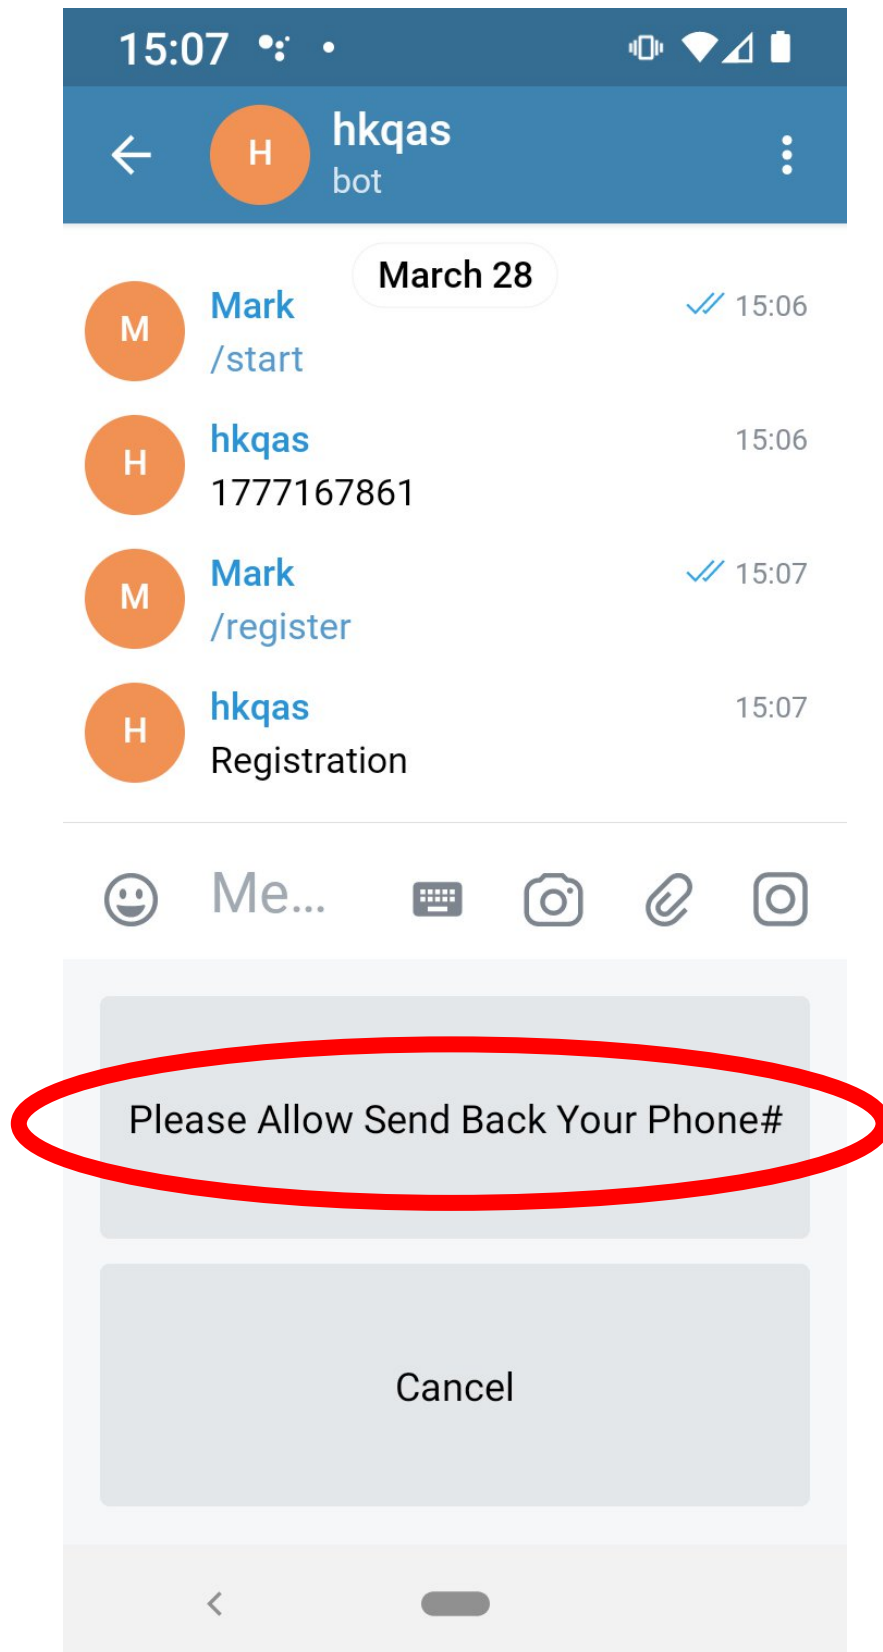 15:07
H
hkqas
bot
March 28
M
Mark
15:06
/start
H
hkqas
15:06
1777167861
M
Mark
15:07
/register
H
hkqas
15:07
Registration
Me...
Please Allow Send Back Your Phone#
Cancel